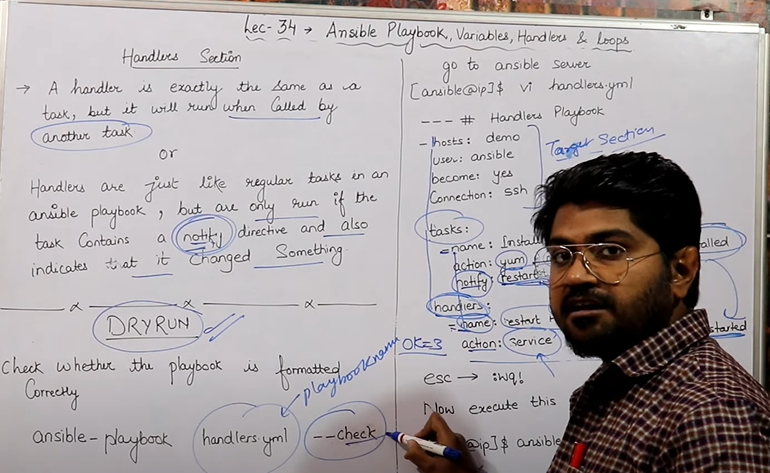 Lec-34 → Ansible Playbook, Variables, Handlers & Loops
Handlers Section
→ A handler is exactly the same as a
task, but it will run when called by
another task
OR
Handlers are just like regular tasks in an
ansible playbook, but are only run if the
task Contains a notify directive and also
indicates that it Changed Something
DRYRUN
Check whether the playbook is formatted
Correctly
playbookname
ansible-playbook handlers.yml --check
go to ansible server
[ansible@ip]$ vi handlers.yml
--- # Handlers Playbook
- hosts: demo
user: ansible
become: yes
Connection: ssh
Target Section
tasks:
- name: Install
action: yum
notify: restart
handlers:
- name: restart
OK=3
action: service
started
esc → :wq!
Now execute this
@ip]$ ansible